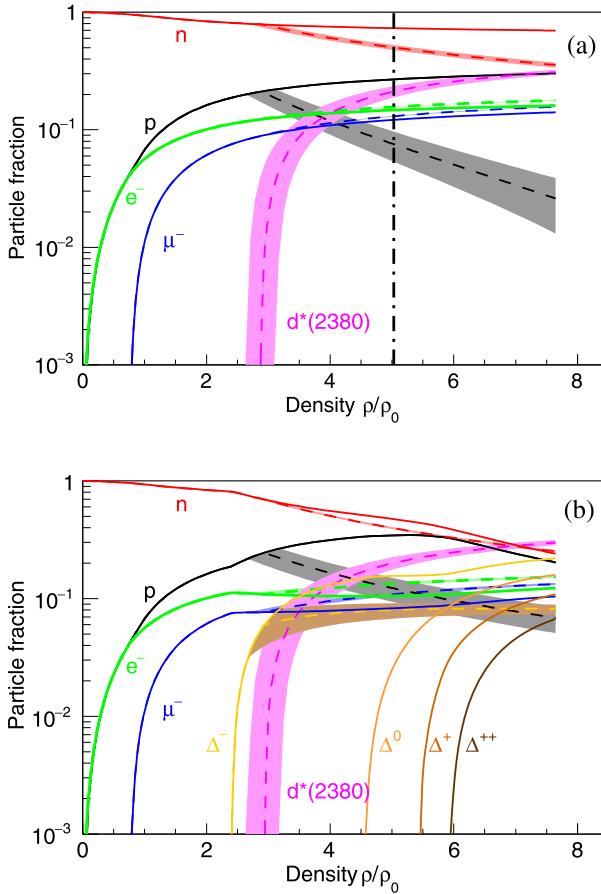 1
n
(a)
10⁻¹
p
e⁻
μ⁻
10⁻²
d*(2380)
10⁻³
Particle fraction
0 2 4 6 8
Density ρ/ρ₀
1
n
(b)
p
10⁻¹
e⁻
μ⁻
10⁻²
Δ⁻ Δ⁰ Δ⁺ Δ⁺⁺
d*(2380)
10⁻³
Particle fraction
0 2 4 6 8
Density ρ/ρ₀